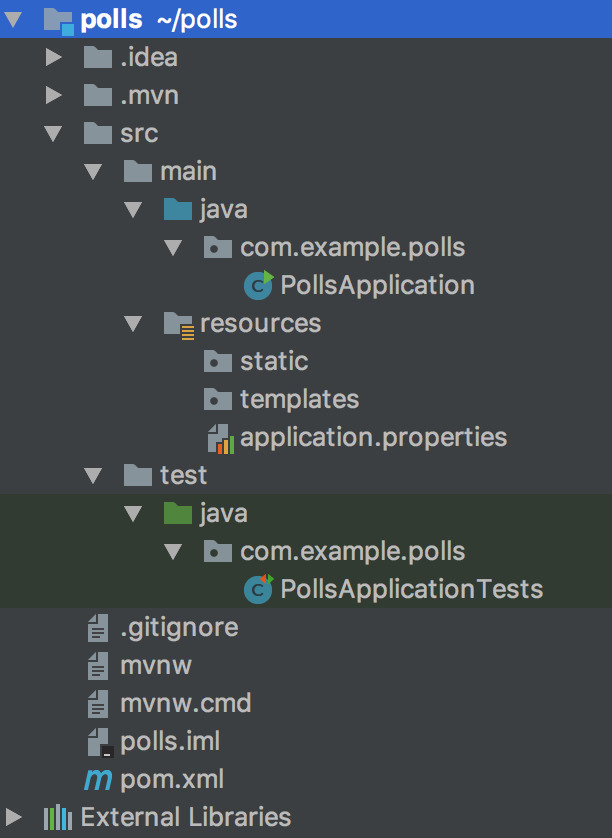 polls ~/polls
.idea
.mvn
src
main
java
com.example.polls
PollsApplication
resources
static
templates
application.properties
test
java
com.example.polls
PollsApplicationTests
.gitignore
mvnw
mvnw.cmd
polls.iml
pom.xml
External Libraries